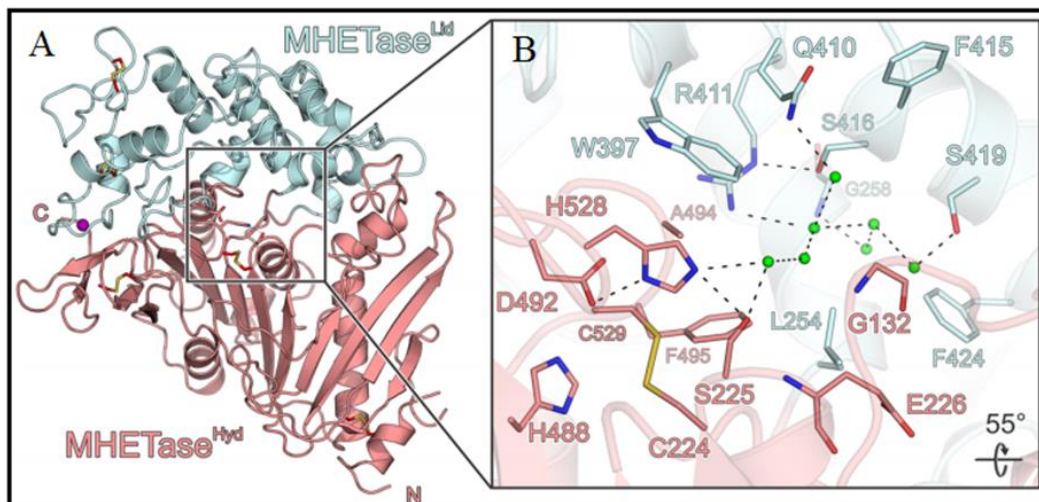 A
MHETase^Lid
C
MHETase^Hyd
N
B
Q410
F415
R411
S416
S419
W397
G258
H528
A494
D492
C529
L254
G132
F495
F424
S225
E226
H488
C224
55°